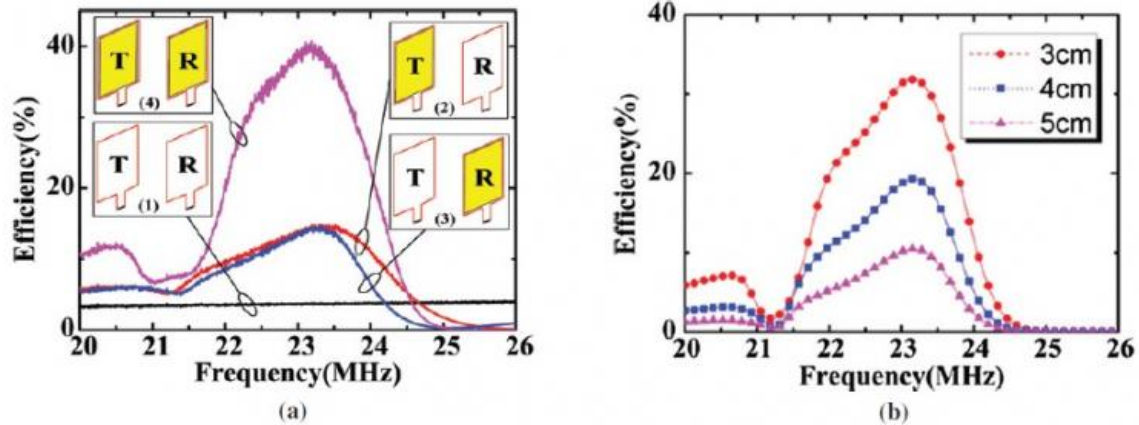 40
20
0
Efficiency(%)
T R
(4)
T R
(1)
T R
(2)
T R
(3)
20 21 22 23 24 25 26
Frequency(MHz)
(a)
40
20
0
Efficiency(%)
3cm
4cm
5cm
20 21 22 23 24 25 26
Frequency(MHz)
(b)